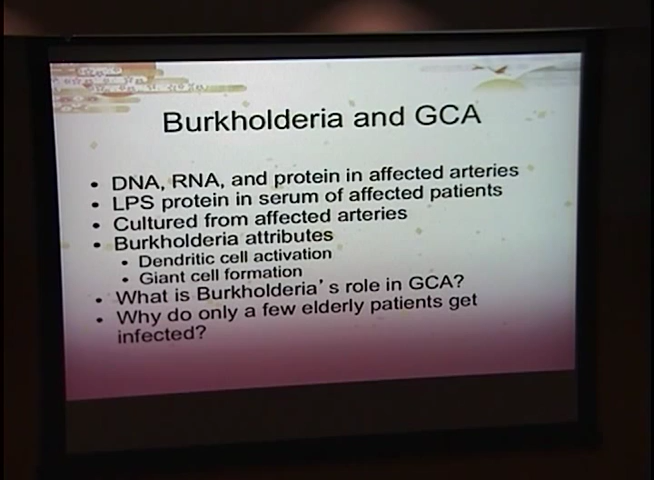 Burkholderia and GCA
• DNA, RNA, and protein in affected arteries
• LPS protein in serum of affected patients
• Cultured from affected arteries
• Burkholderia attributes
• Dendritic cell activation
• Giant cell formation
• What is Burkholderia's role in GCA?
• Why do only a few elderly patients get
infected?